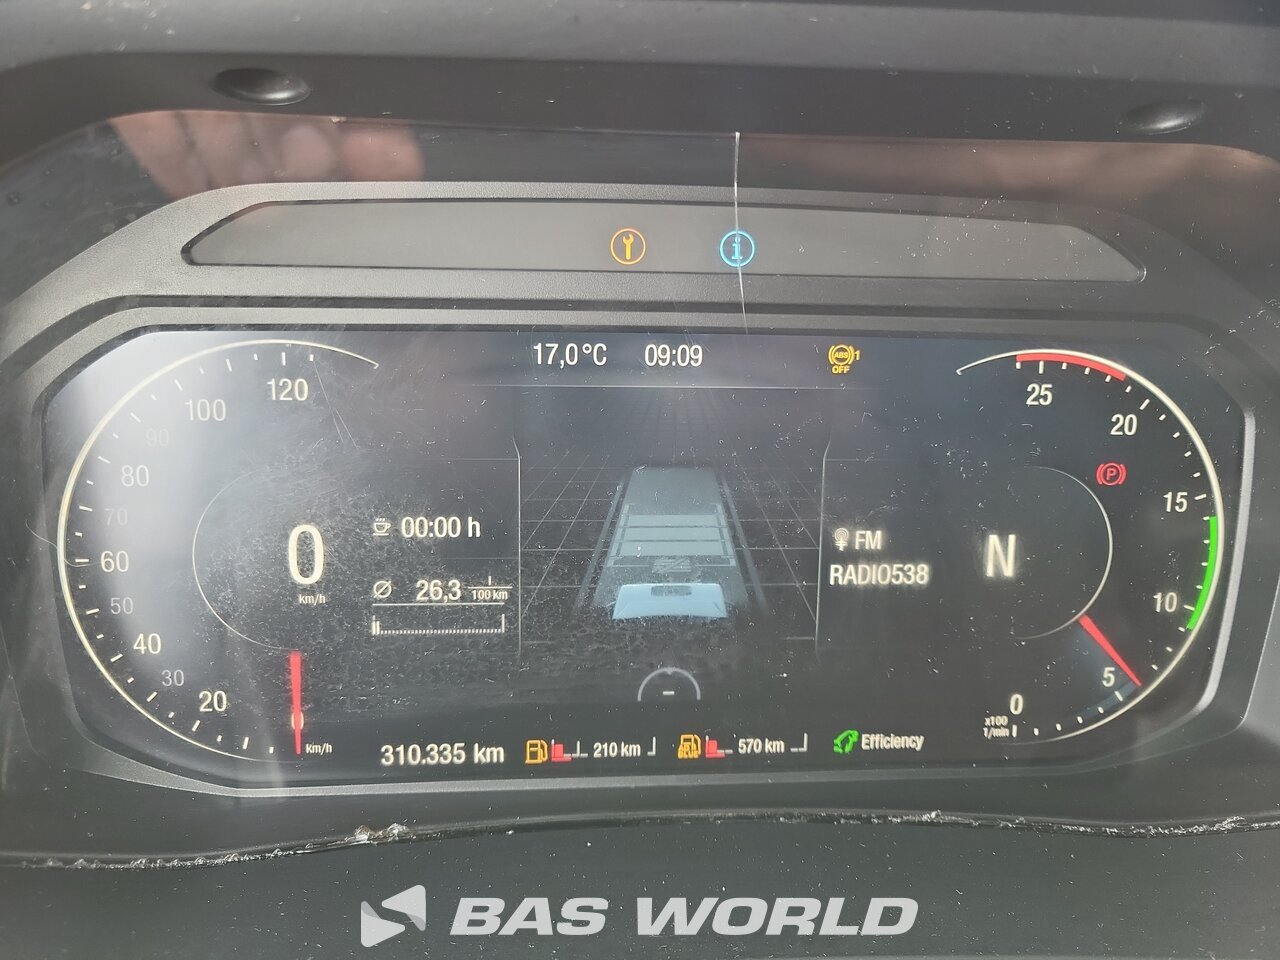 17,0°C 09:09 ABS 1
OFF
120
100
90
80
70
60
50
40
30
20
0
km/h
0
km/h
00:00 h
Ø 26,3 100 km
FM
RADIO538
N
25
20
15
10
5
0
x100
1/min
P
-
310.335 km 210 km 570 km Efficiency
BAS WORLD